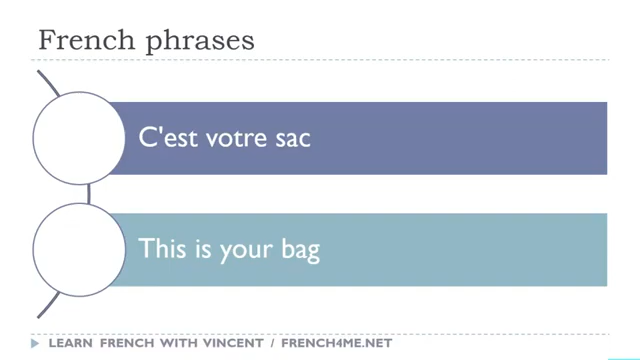 French phrases
C'est votre sac
This is your bag
LEARN FRENCH WITH VINCENT / FRENCH4ME.NET